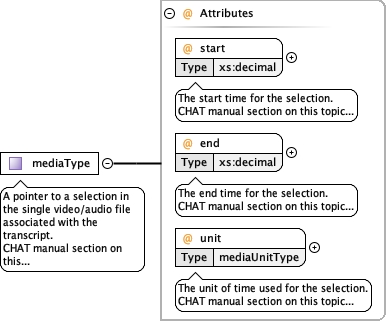 @ Attributes
@ start
Type xs:decimal
The start time for the selection.
CHAT manual section on this topic...
@ end
Type xs:decimal
The end time for the selection.
CHAT manual section on this topic...
mediaType
A pointer to a selection in
the single video/audio file
associated with the
transcript.
CHAT manual section on
this...
@ unit
Type mediaUnitType
The unit of time used for the selection.
CHAT manual section on this topic...